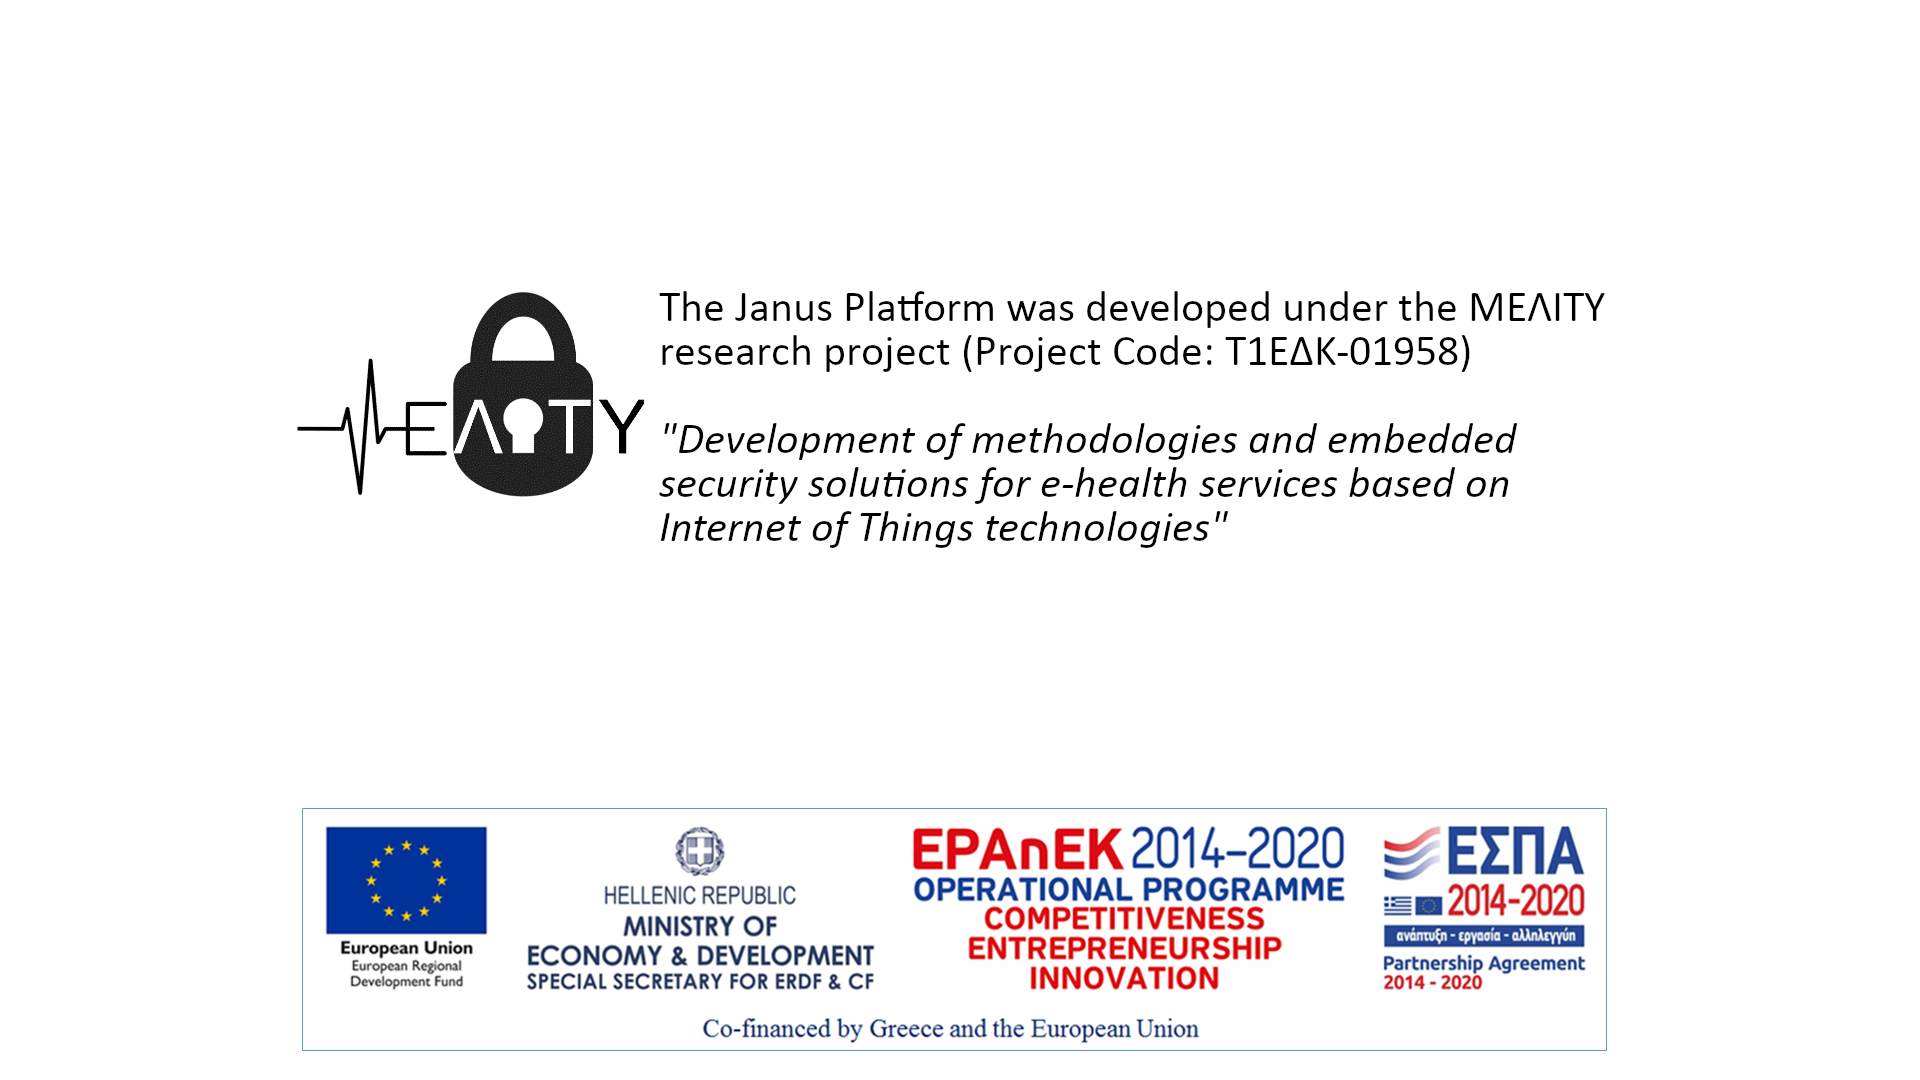 ΕΛΙΤΥ
The Janus Platform was developed under the ΜΕΛΙΤΥ
research project (Project Code: Τ1ΕΔΚ-01958)
"Development of methodologies and embedded
security solutions for e-health services based on
Internet of Things technologies"
European Union
European Regional
Development Fund
HELLENIC REPUBLIC
MINISTRY OF
ECONOMY & DEVELOPMENT
SPECIAL SECRETARY FOR ERDF & CF
EPAnEK 2014–2020
OPERATIONAL PROGRAMME
COMPETITIVENESS
ENTREPRENEURSHIP
INNOVATION
ΕΣΠΑ
2014-2020
ανάπτυξη - εργασία - αλληλεγγύη
Partnership Agreement
2014 - 2020
Co-financed by Greece and the European Union